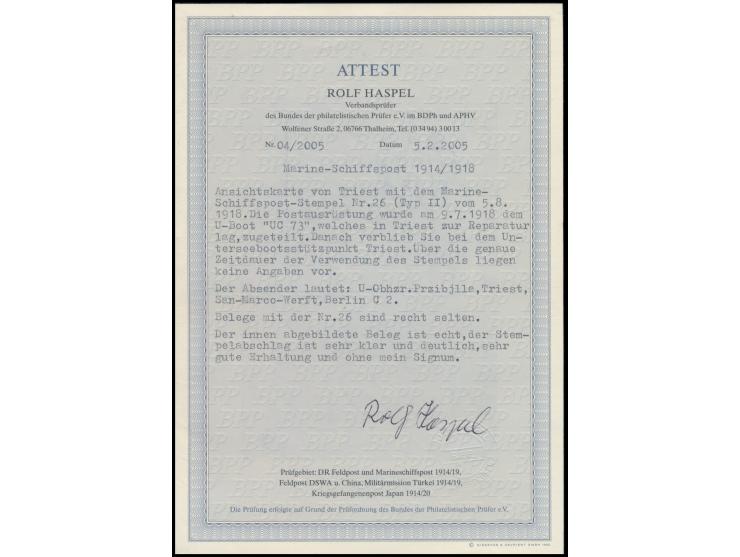 ATTEST
ROLF HASPEL
Verbandsprüfer
des Bundes der philatelistischen Prüfer e.V. im BDPh und APHV
Wolfener Straße 2, 06766 Thalheim, Tel. (0 34 94) 3 00 13
Nr. 04/2005 Datum 5.2.2005
Marine-Schiffspost 1914/1918
Ansichtskarte von Triest mit dem Marine-
Schiffspost-Stempel Nr.26 (Typ II) vom 5.8.
1918.Die Postausrüstung wurde am 9.7.1918 dem
U-Boot "UC 73",welches in Triest zur Reparatur
lag,zugeteilt.Danach verblieb Sie bei dem Un-
terseebootsstützpunkt Triest.Über die genaue
Zeitdauer der Verwendung des Stempels liegen
keine Angaben vor.
Der Absender lautet: U-Obhzr.Przibjlla,Triest,
San-Marco-Werft,Berlin C 2.
Belege mit der Nr.26 sind recht selten.
Der innen abgebildete Beleg ist echt,der Stem-
pelabschlag ist sehr klar und deutlich,sehr
gute Erhaltung und ohne mein Signum.
Rolf Haspel
Prüfgebiet: DR Feldpost und Marineschiffspost 1914/19,
Feldpost DSWA u. China, Militärmission Türkei 1914/19,
Kriegsgefangenenpost Japan 1914/20
Die Prüfung erfolgte auf Grund der Prüfordnung des Bundes der Philatelistischen Prüfer e.V.